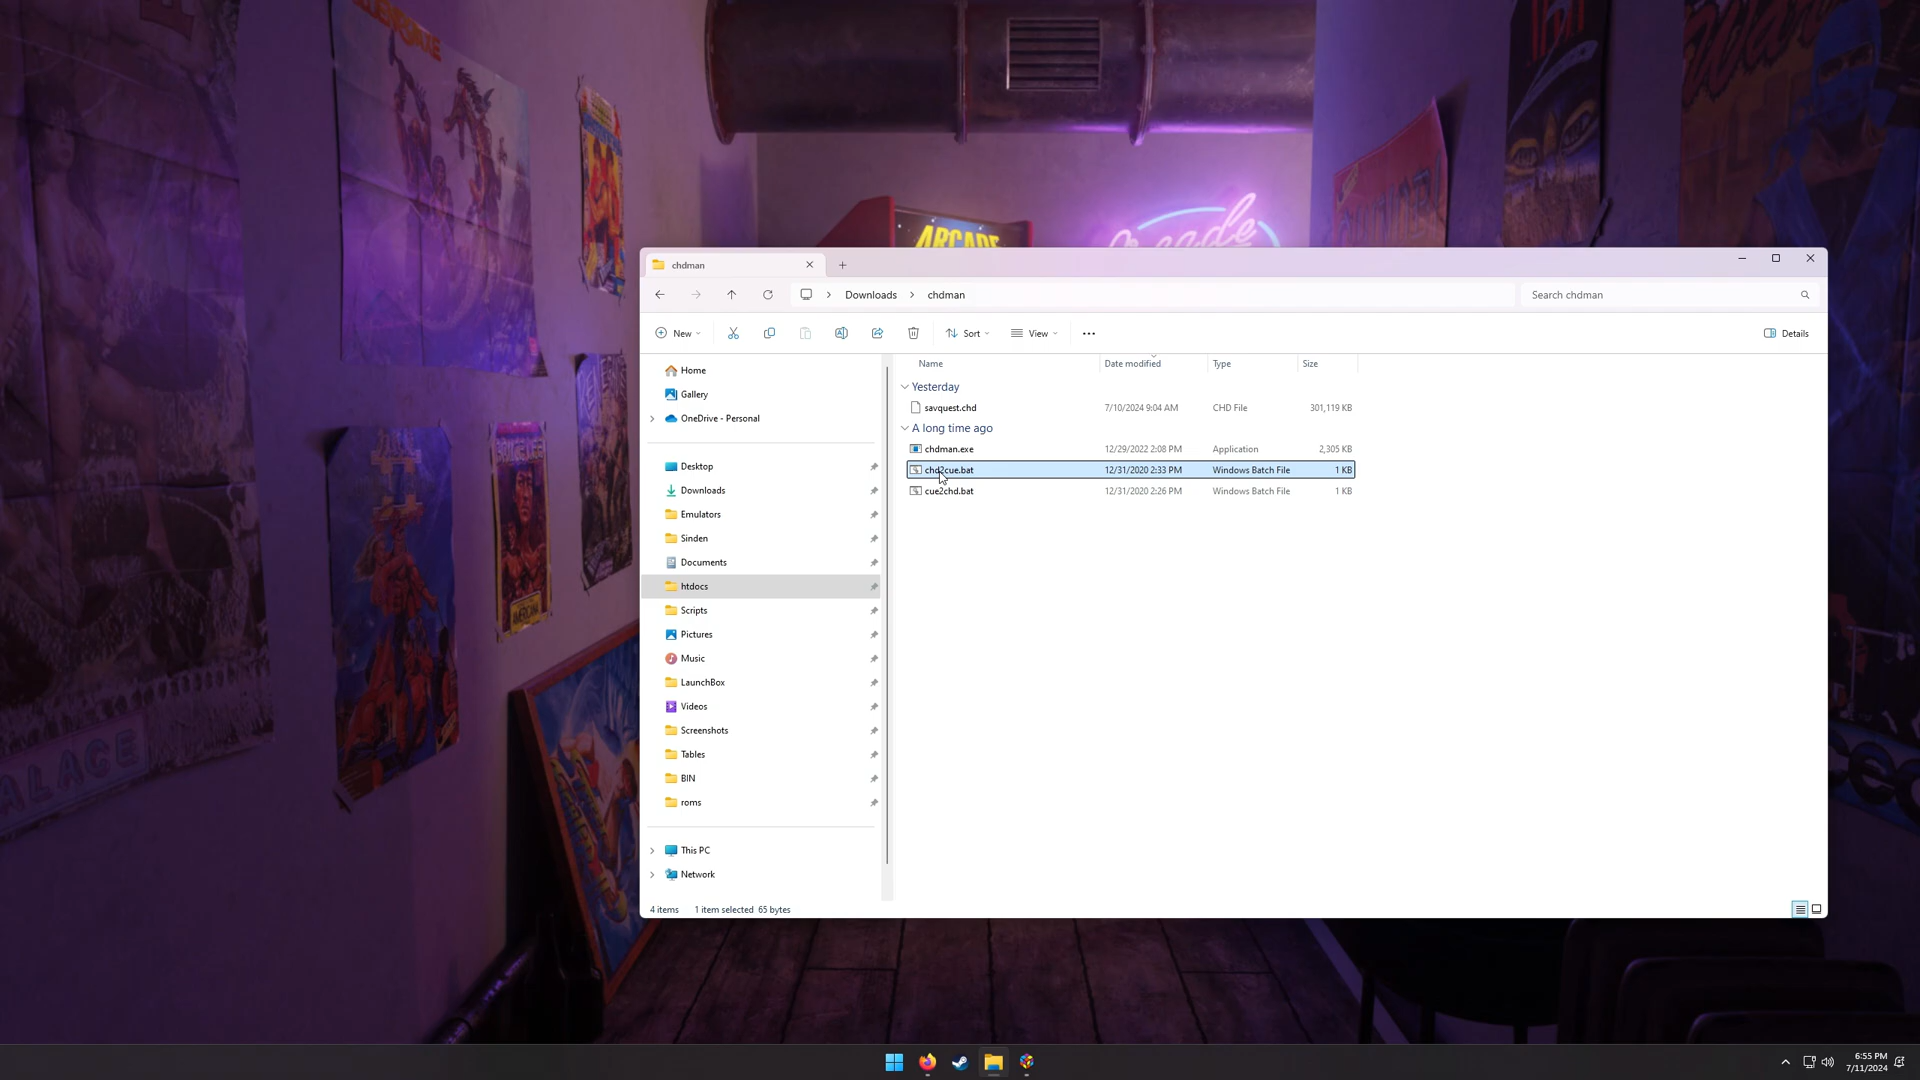 ARCADE
Arcade
ALACE
chdman
Downloads
chdman
Search chdman
New
Sort
View
Details
Name
Date modified
Type
Size
Home
Gallery
OneDrive - Personal
Desktop
Downloads
Emulators
Sinden
Documents
htdocs
Scripts
Pictures
Music
LaunchBox
Videos
Screenshots
Tables
BIN
roms
This PC
Network
Yesterday
savquest.chd 7/10/2024 9:04 AM CHD File 301,119 KB
A long time ago
chdman.exe 12/29/2022 2:08 PM Application 2,305 KB
chd2cue.bat 12/31/2020 2:33 PM Windows Batch File 1 KB
cue2chd.bat 12/31/2020 2:26 PM Windows Batch File 1 KB
4 items 1 item selected 65 bytes
6:55 PM
7/11/2024